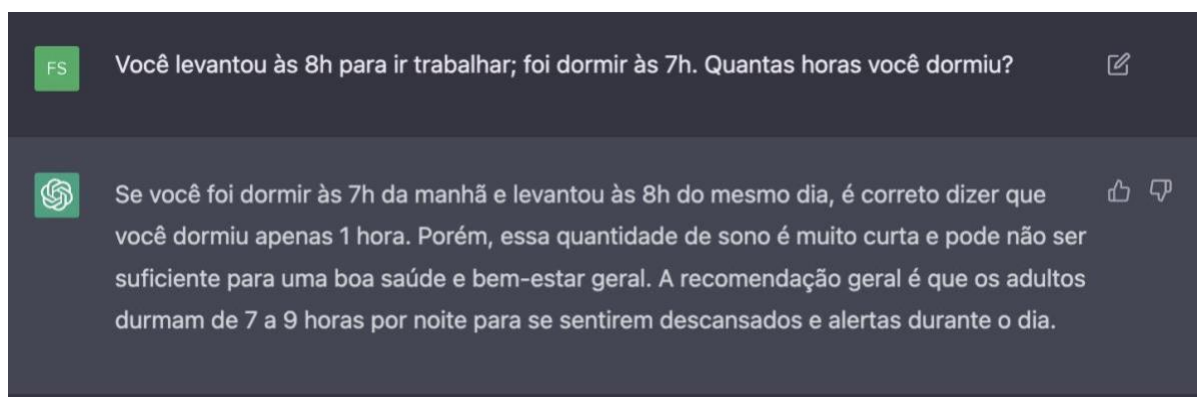 FS
Você levantou às 8h para ir trabalhar; foi dormir às 7h. Quantas horas você dormiu?
Se você foi dormir às 7h da manhã e levantou às 8h do mesmo dia, é correto dizer que
você dormiu apenas 1 hora. Porém, essa quantidade de sono é muito curta e pode não ser
suficiente para uma boa saúde e bem-estar geral. A recomendação geral é que os adultos
durmam de 7 a 9 horas por noite para se sentirem descansados e alertas durante o dia.